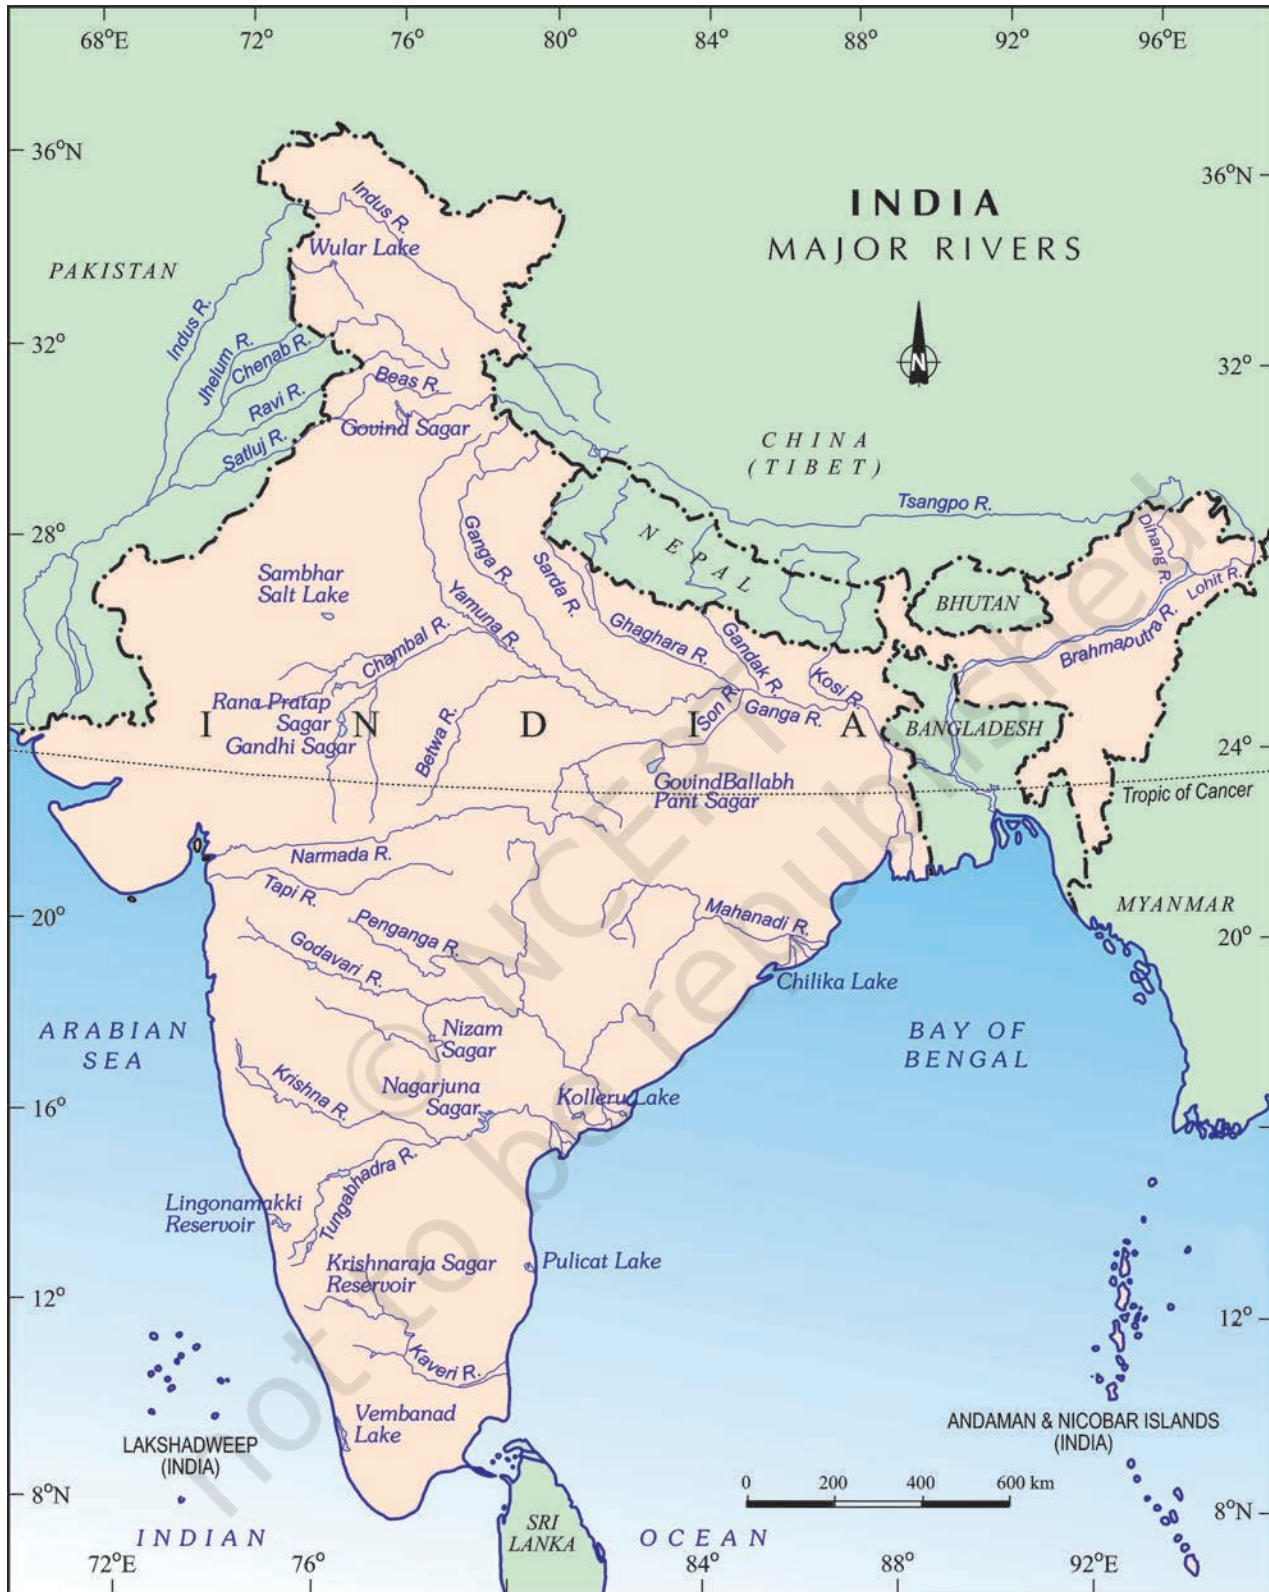 68°E 72° 76° 80° 84° 88° 92° 96°E
36°N
36°N
INDIA
MAJOR RIVERS
N
Indus R.
Wular Lake
PAKISTAN
Indus R.
32°
32°
Jhelum R.
Chenab R.
Ravi R.
Beas R.
Govind Sagar
Satluj R.
CHINA
(TIBET)
Tsangpo R.
28°
28°
Dihang R.
Lohit R.
NEPAL
Ganga R.
Sarda R.
Sambhar
Salt Lake
Yamuna R.
BHUTAN
Brahmaputra R.
Chambal R.
Ghaghara R.
Gandak R.
Kosi R.
Rana Pratap
Sagar
Gandhi Sagar
Betwa R.
Son R.
Ganga R.
I N D I A
BANGLADESH
24°
GovindBallabh
Pant Sagar
Tropic of Cancer
Narmada R.
Tapi R.
20°
20°
Penganga R.
Mahanadi R.
MYANMAR
Godavari R.
Chilika Lake
ARABIAN
SEA
Nizam
Sagar
BAY OF
BENGAL
Krishna R.
Nagarjuna
Sagar
Kolleru Lake
16°
Tungabhadra R.
Lingonamakki
Reservoir
Krishnaraja Sagar
Reservoir
Pulicat Lake
12°
12°
Kaveri R.
Vembanad
Lake
LAKSHADWEEP
(INDIA)
ANDAMAN & NICOBAR ISLANDS
(INDIA)
0 200 400 600 km
8°N
8°N
SRI
LANKA
INDIAN OCEAN
72°E 76° 84° 88° 92°E
© NCERT
not to be republished